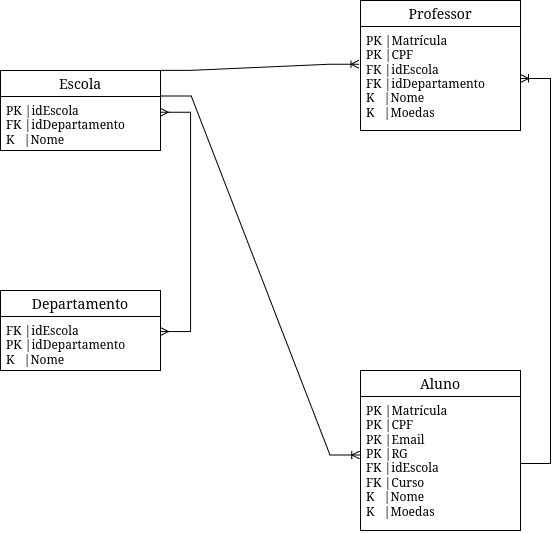 Professor
PK |Matrícula
PK |CPF
FK |idEscola
FK |idDepartamento
K |Nome
K |Moedas
Escola
PK |idEscola
FK |idDepartamento
K |Nome
Departamento
FK |idEscola
PK |idDepartamento
K |Nome
Aluno
PK |Matrícula
PK |CPF
PK |Email
PK |RG
FK |idEscola
FK |Curso
K |Nome
K |Moedas